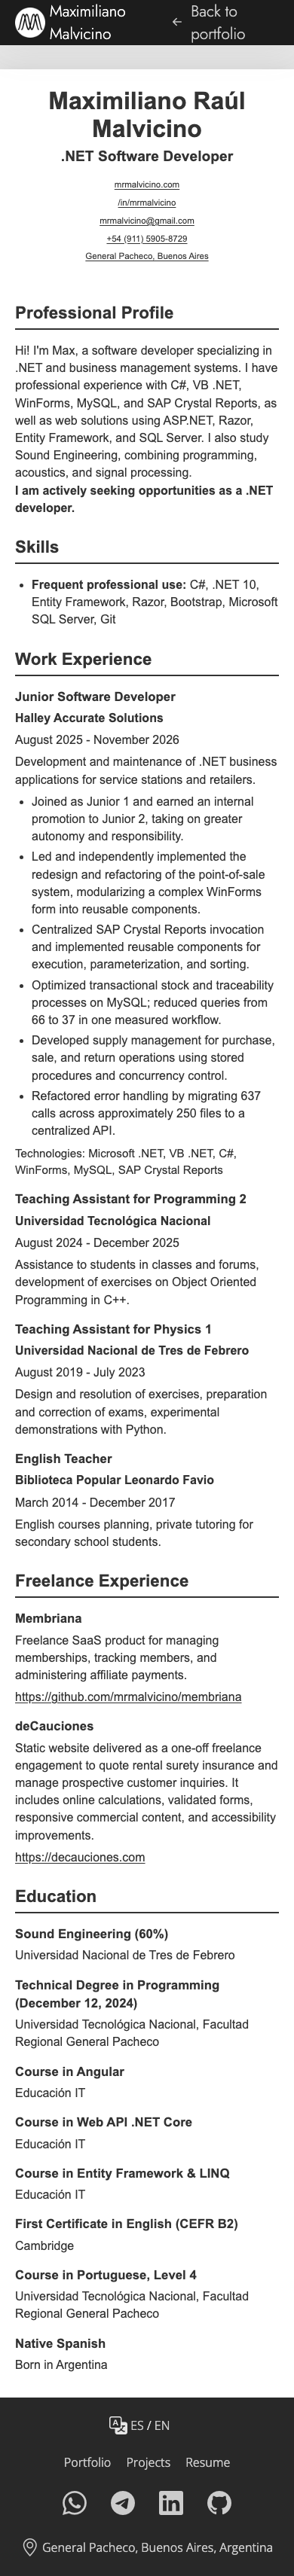 Maximiliano
Malvicino
← Back to
portfolio
Maximiliano Raúl
Malvicino
.NET Software Developer
mrmalvicino.com
/in/mrmalvicino
mrmalvicino@gmail.com
+54 (911) 5905-8729
General Pacheco, Buenos Aires
Professional Profile
Hi! I'm Max, a software developer specializing in
.NET and business management systems. I have
professional experience with C#, VB .NET,
WinForms, MySQL, and SAP Crystal Reports, as
well as web solutions using ASP.NET, Razor,
Entity Framework, and SQL Server. I also study
Sound Engineering, combining programming,
acoustics, and signal processing.
I am actively seeking opportunities as a .NET
developer.
Skills
• Frequent professional use: C#, .NET 10,
Entity Framework, Razor, Bootstrap, Microsoft
SQL Server, Git
Work Experience
Junior Software Developer
Halley Accurate Solutions
August 2025 - November 2026
Development and maintenance of .NET business
applications for service stations and retailers.
• Joined as Junior 1 and earned an internal
promotion to Junior 2, taking on greater
autonomy and responsibility.
• Led and independently implemented the
redesign and refactoring of the point-of-sale
system, modularizing a complex WinForms
form into reusable components.
• Centralized SAP Crystal Reports invocation
and implemented reusable components for
execution, parameterization, and sorting.
• Optimized transactional stock and traceability
processes on MySQL; reduced queries from
66 to 37 in one measured workflow.
• Developed supply management for purchase,
sale, and return operations using stored
procedures and concurrency control.
• Refactored error handling by migrating 637
calls across approximately 250 files to a
centralized API.
Technologies: Microsoft .NET, VB .NET, C#,
WinForms, MySQL, SAP Crystal Reports
Teaching Assistant for Programming 2
Universidad Tecnológica Nacional
August 2024 - December 2025
Assistance to students in classes and forums,
development of exercises on Object Oriented
Programming in C++.
Teaching Assistant for Physics 1
Universidad Nacional de Tres de Febrero
August 2019 - July 2023
Design and resolution of exercises, preparation
and correction of exams, experimental
demonstrations with Python.
English Teacher
Biblioteca Popular Leonardo Favio
March 2014 - December 2017
English courses planning, private tutoring for
secondary school students.
Freelance Experience
Membriana
Freelance SaaS product for managing
memberships, tracking members, and
administering affiliate payments.
https://github.com/mrmalvicino/membriana
deCauciones
Static website delivered as a one-off freelance
engagement to quote rental surety insurance and
manage prospective customer inquiries. It
includes online calculations, validated forms,
responsive commercial content, and accessibility
improvements.
https://decauciones.com
Education
Sound Engineering (60%)
Universidad Nacional de Tres de Febrero
Technical Degree in Programming
(December 12, 2024)
Universidad Tecnológica Nacional, Facultad
Regional General Pacheco
Course in Angular
Educación IT
Course in Web API .NET Core
Educación IT
Course in Entity Framework & LINQ
Educación IT
First Certificate in English (CEFR B2)
Cambridge
Course in Portuguese, Level 4
Universidad Tecnológica Nacional, Facultad
Regional General Pacheco
Native Spanish
Born in Argentina
ES / EN
Portfolio Projects Resume
General Pacheco, Buenos Aires, Argentina